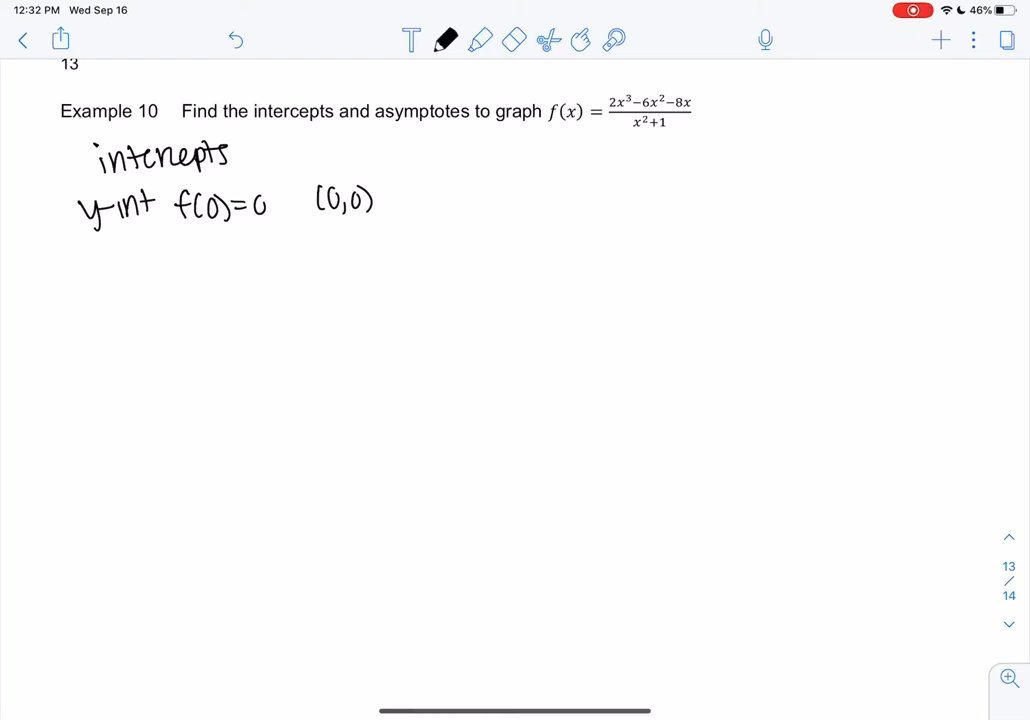 12:32 PM Wed Sep 16 46%
13
Example 10 Find the intercepts and asymptotes to graph f(x) = (2x³−6x²−8x)/(x²+1)
intercepts
y-int f(0)=0 (0,0)
13
/
14